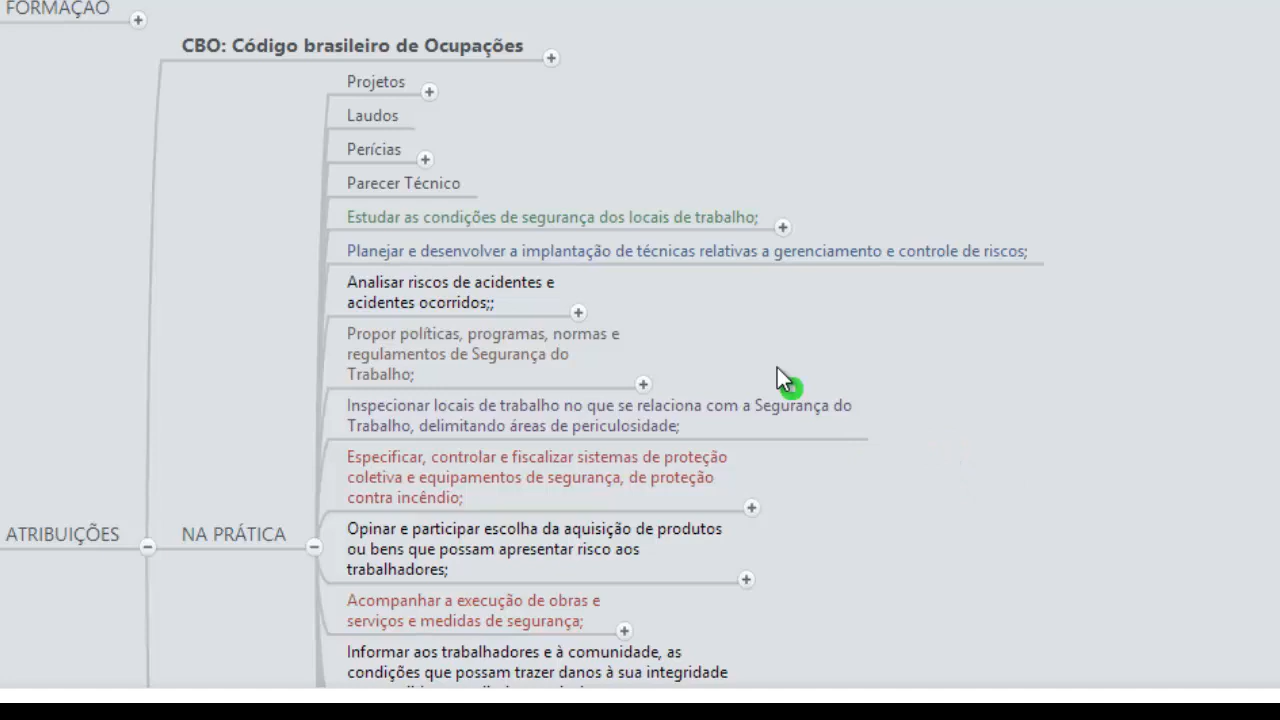 FORMAÇÃO
CBO: Código brasileiro de Ocupações
Projetos
Laudos
Perícias
Parecer Técnico
Estudar as condições de segurança dos locais de trabalho;
Planejar e desenvolver a implantação de técnicas relativas a gerenciamento e controle de riscos;
Analisar riscos de acidentes e
acidentes ocorridos;;
Propor políticas, programas, normas e
regulamentos de Segurança do
Trabalho;
Inspecionar locais de trabalho no que se relaciona com a Segurança do
Trabalho, delimitando áreas de periculosidade;
Especificar, controlar e fiscalizar sistemas de proteção
coletiva e equipamentos de segurança, de proteção
contra incêndio;
ATRIBUIÇÕES
NA PRÁTICA
Opinar e participar escolha da aquisição de produtos
ou bens que possam apresentar risco aos
trabalhadores;
Acompanhar a execução de obras e
serviços e medidas de segurança;
Informar aos trabalhadores e à comunidade, as
condições que possam trazer danos à sua integridade